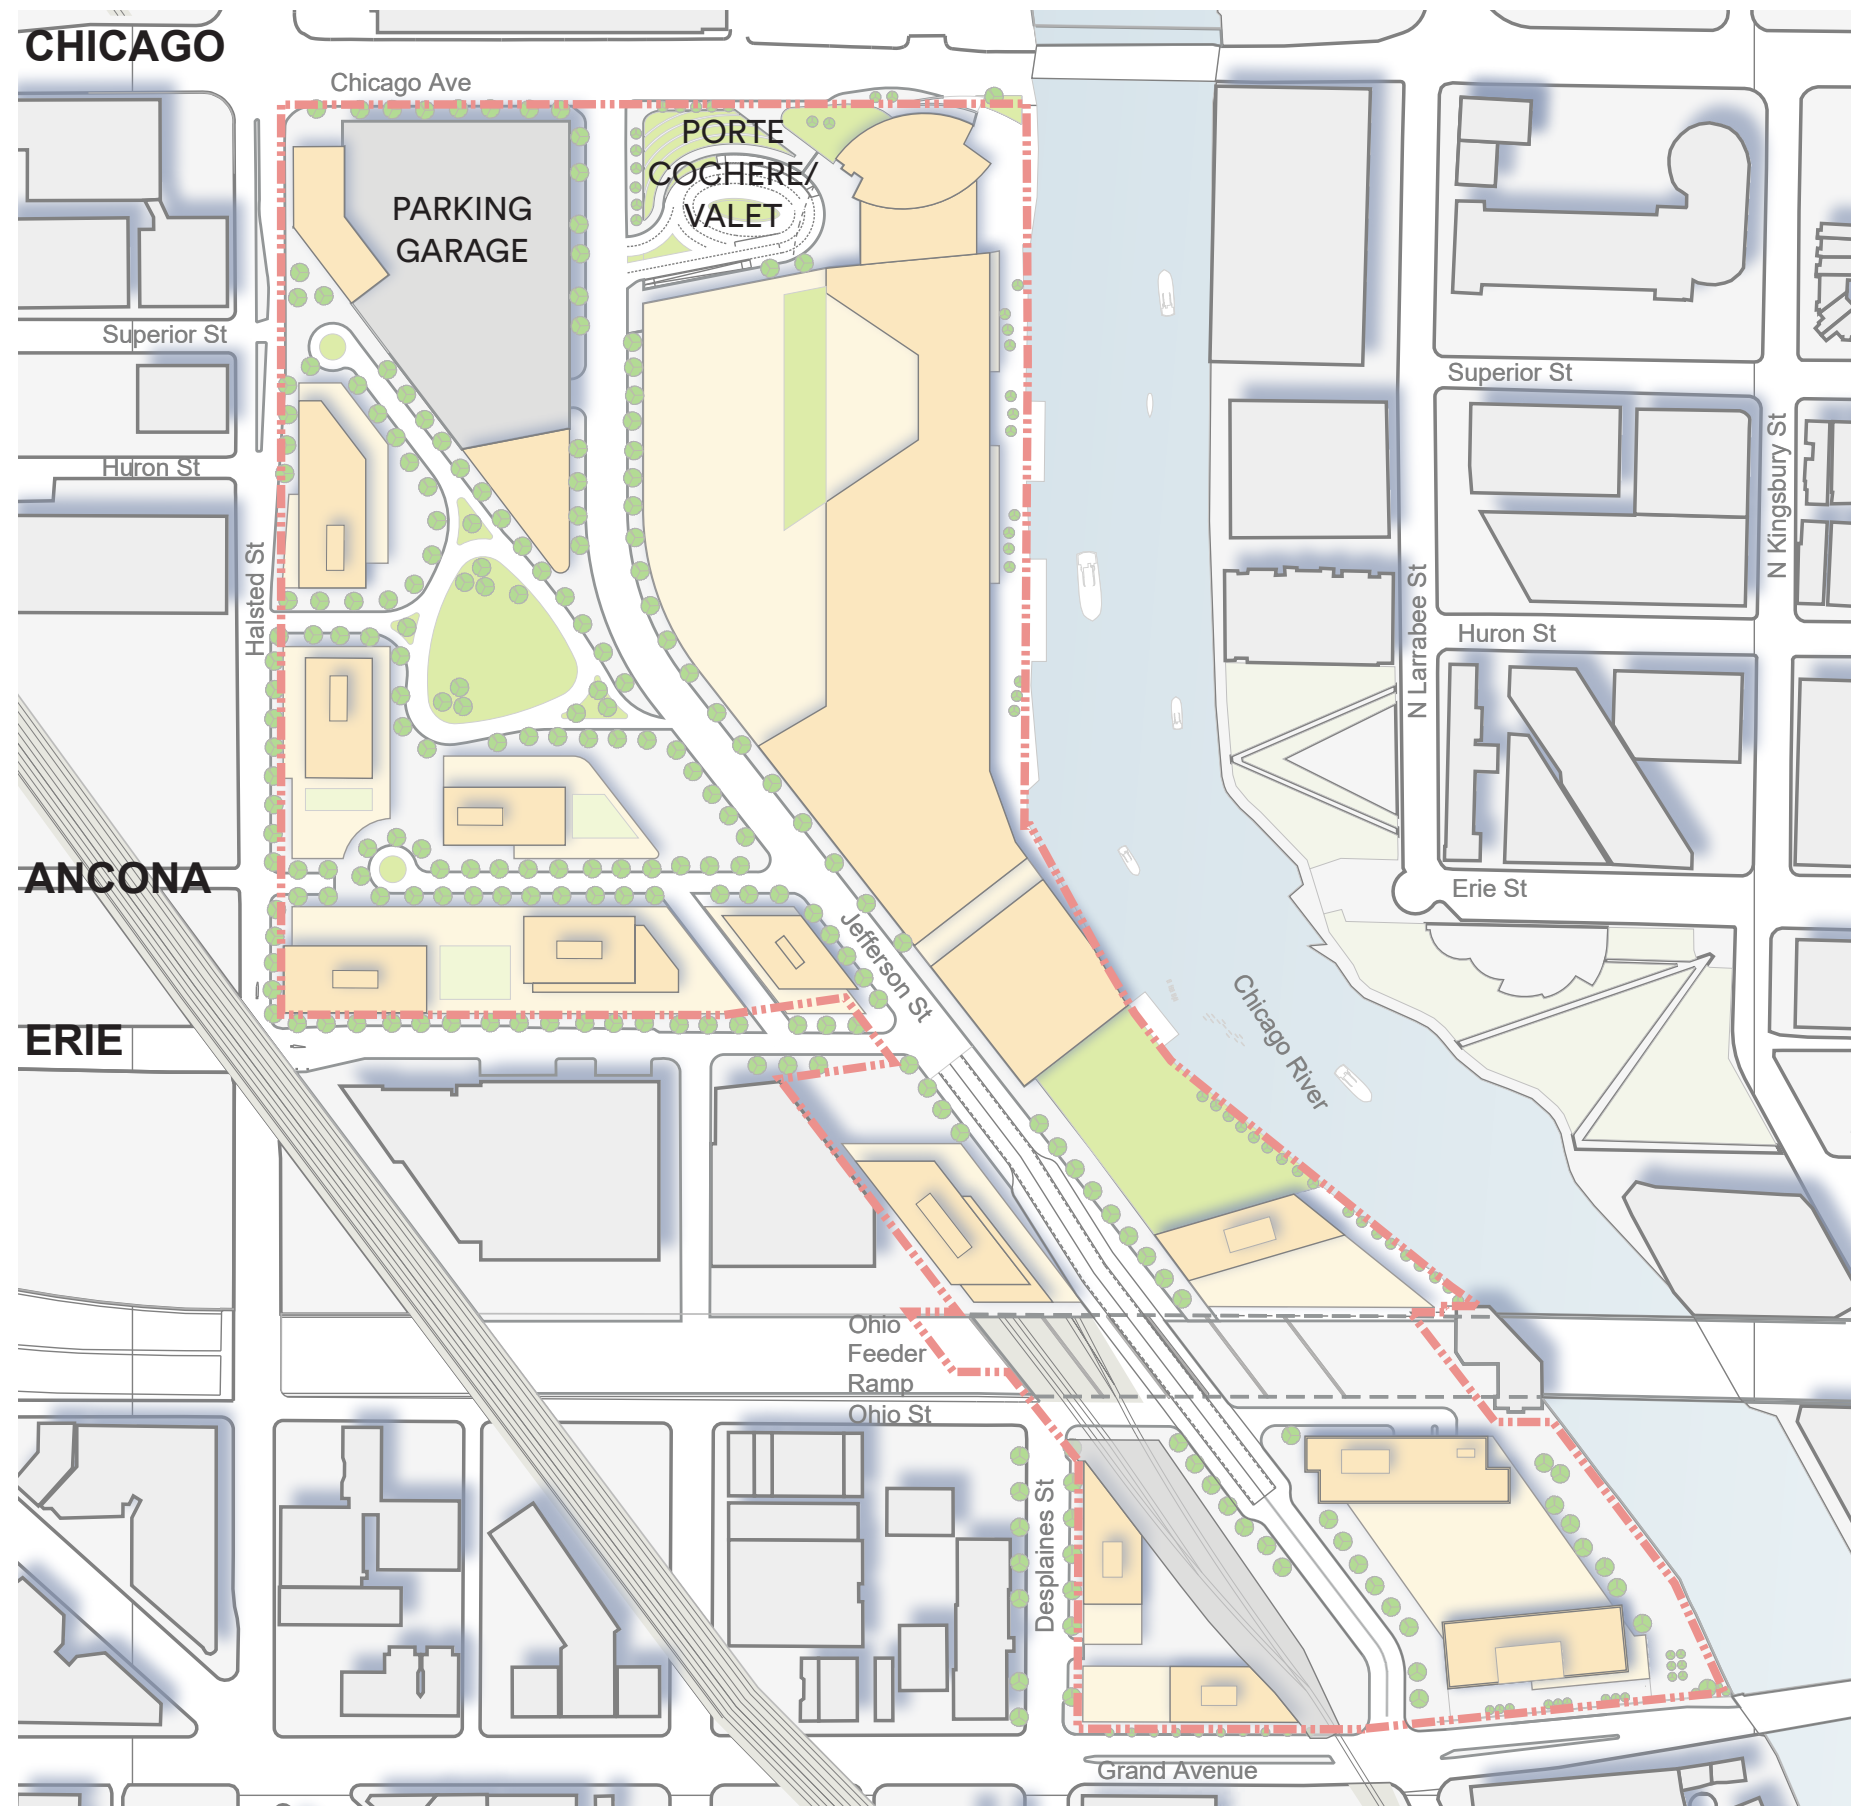 CHICAGO
Chicago Ave
PORTE
COCHERE/
VALET
PARKING
GARAGE
Superior St
Superior St
Huron St
N Kingsbury St
Halsted St
N Larrabee St
Huron St
ANCONA
Erie St
Jefferson St
Chicago River
ERIE
Ohio
Feeder
Ramp
Ohio St
Desplaines St
Grand Avenue